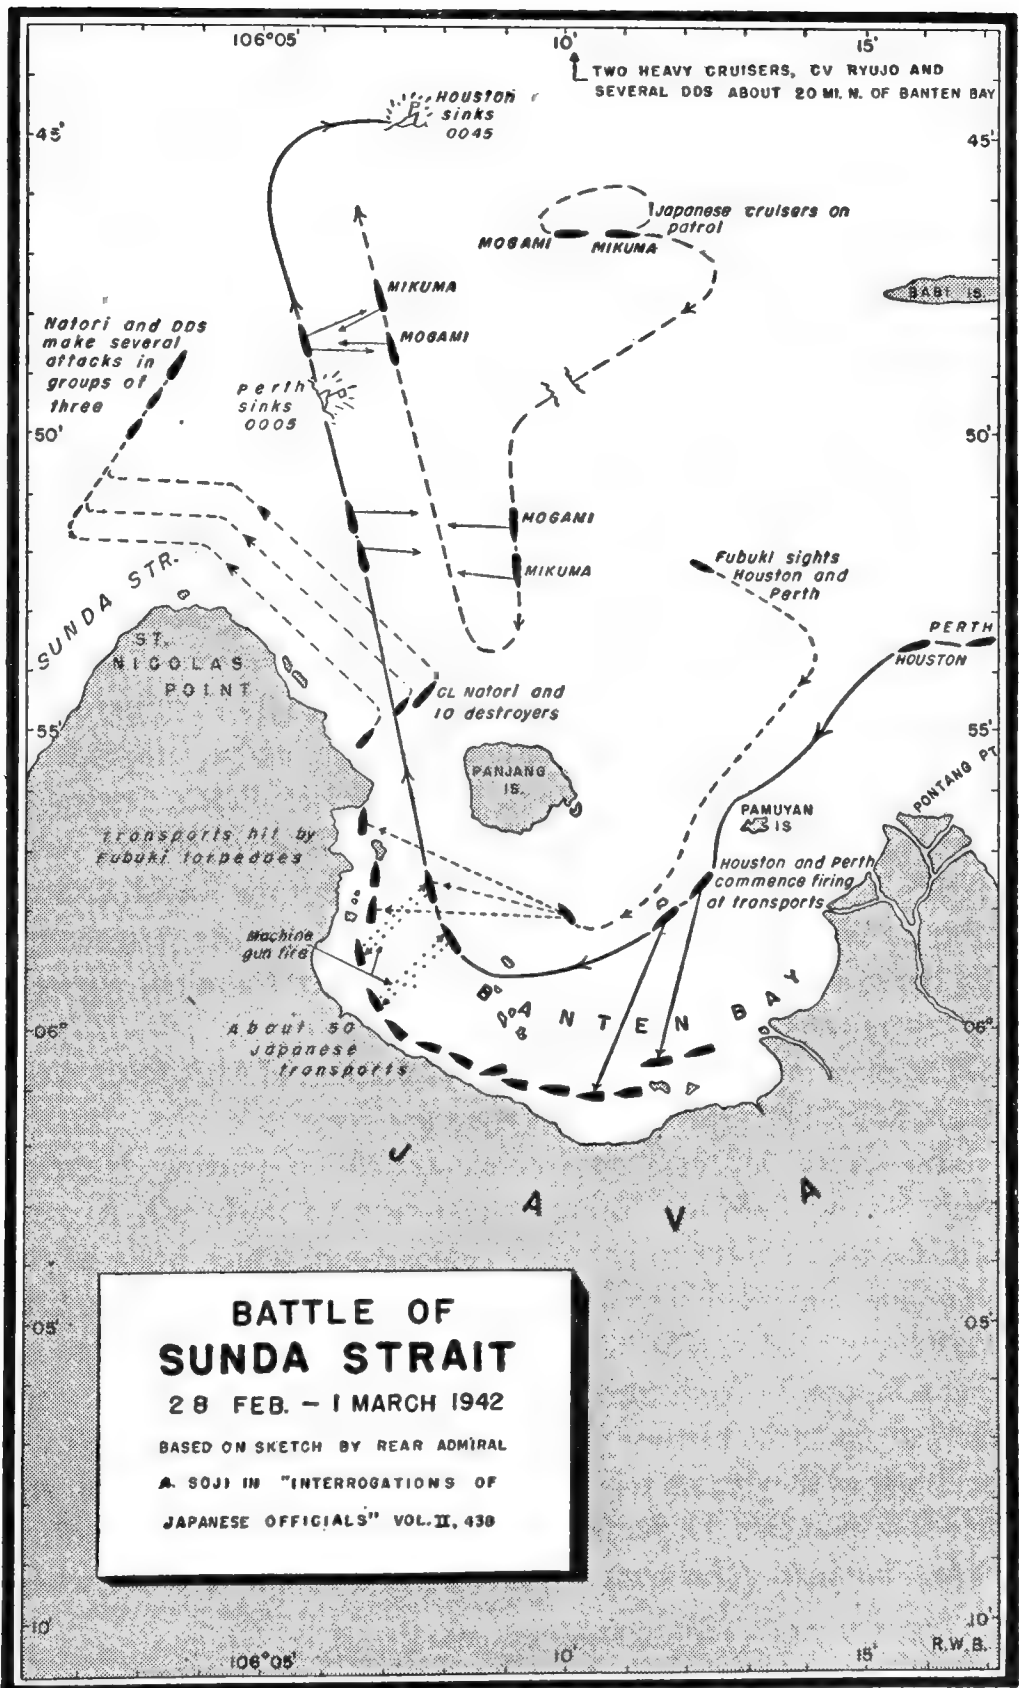 106°05'
10'
15'
TWO HEAVY CRUISERS, CV RYUJO AND
SEVERAL DDS ABOUT 20 MI. N. OF BANTEN BAY
Houston
sinks
0045
45'
45'
Japanese cruisers on
patrol
MOGAMI
MIKUMA
MIKUMA
MOGAMI
BABI IS.
Natori and DDS
make several
attacks in
groups of
three
Perth
sinks
0005
50'
50'
MOGAMI
MIKUMA
Fubuki sights
Houston and
Perth
SUNDA STR.
ST.
NICOLAS
POINT
PERTH
HOUSTON
CL Natori and
10 destroyers
55'
55'
PANJANG
IS.
PONTANG PT.
PAMUYAN
IS
Transports hit by
Fubuki torpedoes
Houston and Perth
commence firing
at transports
Machine
gun fire
BANTEN BAY
About 50
Japanese
transports
06°
06°
JAVA
BATTLE OF
SUNDA STRAIT
28 FEB. – 1 MARCH 1942
BASED ON SKETCH BY REAR ADMIRAL
A. SOJI IN "INTERROGATIONS OF
JAPANESE OFFICIALS" VOL. II, 438
05'
05'
10'
10'
R.W.B.
106°05'
10'
15'